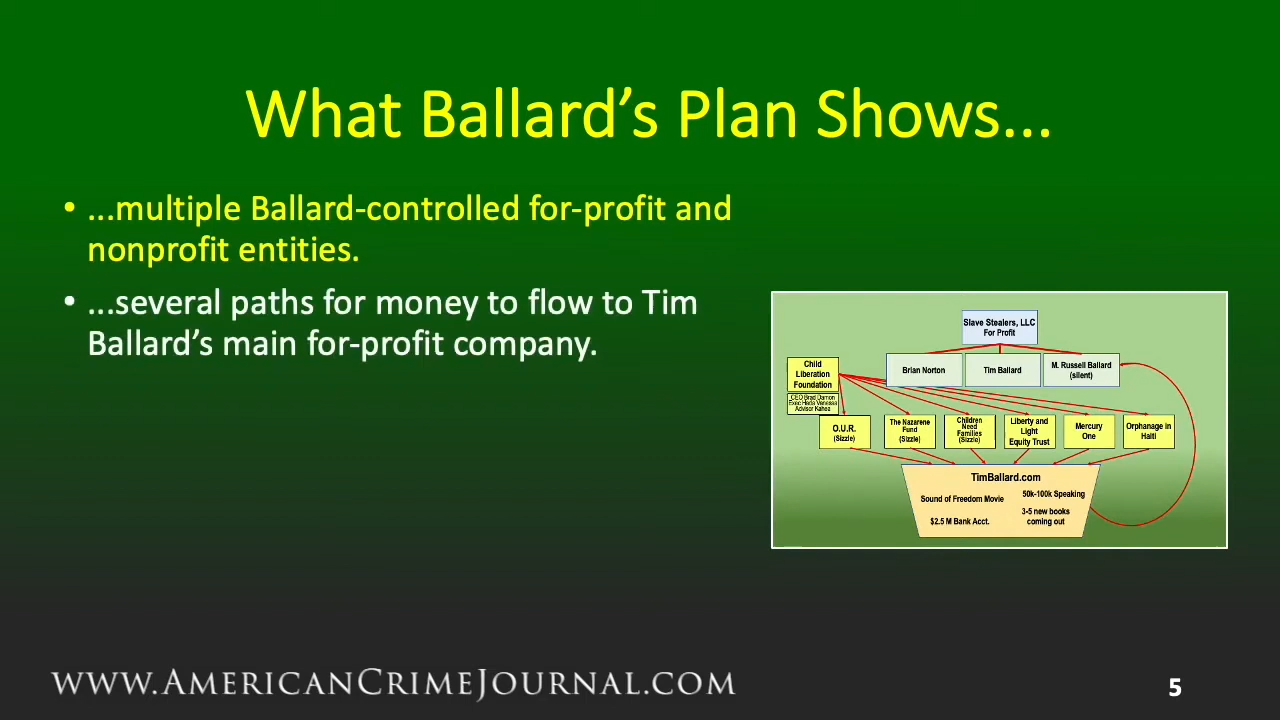 What Ballard’s Plan Shows...
• ...multiple Ballard-controlled for-profit and
nonprofit entities.
• ...several paths for money to flow to Tim
Ballard’s main for-profit company.
Slave Stealers, LLC
For Profit
Brian Norton
Tim Ballard
M. Russell Ballard
(silent)
Child
Liberation
Foundation
CEO Brad Damon
Advisor Kahea
O.U.R.
(Sizzle)
The Nazarene
Fund
(Sizzle)
Children
Need
Families
(Sizzle)
Liberty and
Light
Equity Trust
Mercury
One
Orphanage in
Haiti
TimBallard.com
Sound of Freedom Movie
50k-100k Speaking
$2.5 M Bank Acct.
3-5 new books
coming out
www.AmericanCrimeJournal.com
5